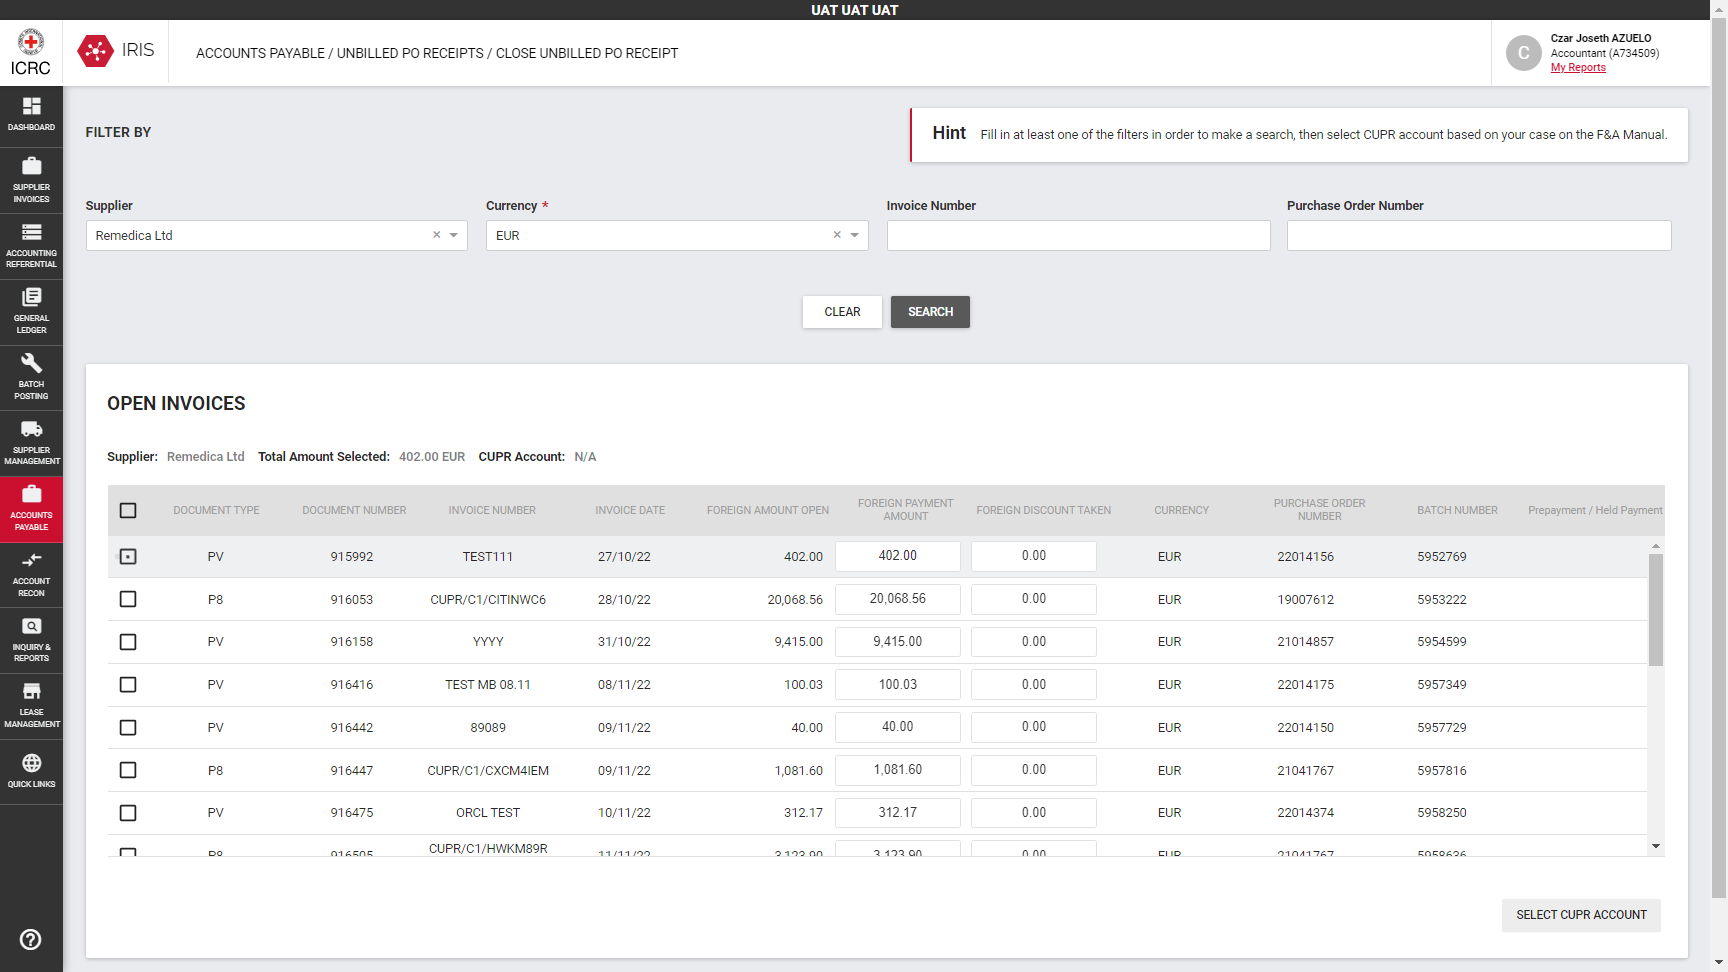 UAT UAT UAT
ICRC
IRIS
ACCOUNTS PAYABLE / UNBILLED PO RECEIPTS / CLOSE UNBILLED PO RECEIPT
C
Czar Joseth AZUELO
Accountant (A734509)
My Reports
DASHBOARD
SUPPLIER
INVOICES
ACCOUNTING
REFERENTIAL
GENERAL
LEDGER
BATCH
POSTING
SUPPLIER
MANAGEMENT
ACCOUNTS
PAYABLE
ACCOUNT
RECON
INQUIRY &
REPORTS
LEASE
MANAGEMENT
QUICK LINKS
FILTER BY
Hint Fill in at least one of the filters in order to make a search, then select CUPR account based on your case on the F&A Manual.
Supplier Currency * Invoice Number Purchase Order Number
Remedica Ltd EUR
CLEAR SEARCH
OPEN INVOICES
Supplier: Remedica Ltd Total Amount Selected: 402.00 EUR CUPR Account: N/A
DOCUMENT TYPE DOCUMENT NUMBER INVOICE NUMBER INVOICE DATE FOREIGN AMOUNT OPEN FOREIGN PAYMENT AMOUNT FOREIGN DISCOUNT TAKEN CURRENCY PURCHASE ORDER NUMBER BATCH NUMBER Prepayment / Held Payment
PV 915992 TEST111 27/10/22 402.00 402.00 0.00 EUR 22014156 5952769
P8 916053 CUPR/C1/CITINWC6 28/10/22 20,068.56 20,068.56 0.00 EUR 19007612 5953222
PV 916158 YYYY 31/10/22 9,415.00 9,415.00 0.00 EUR 21014857 5954599
PV 916416 TEST MB 08.11 08/11/22 100.03 100.03 0.00 EUR 22014175 5957349
PV 916442 89089 09/11/22 40.00 40.00 0.00 EUR 22014150 5957729
P8 916447 CUPR/C1/CXCM4IEM 09/11/22 1,081.60 1,081.60 0.00 EUR 21041767 5957816
PV 916475 ORCL TEST 10/11/22 312.17 312.17 0.00 EUR 22014374 5958250
P8 916505 CUPR/C1/HWKM89R 11/11/22 3,123.90 3,123.90 0.00 EUR 21041767 5958636
SELECT CUPR ACCOUNT